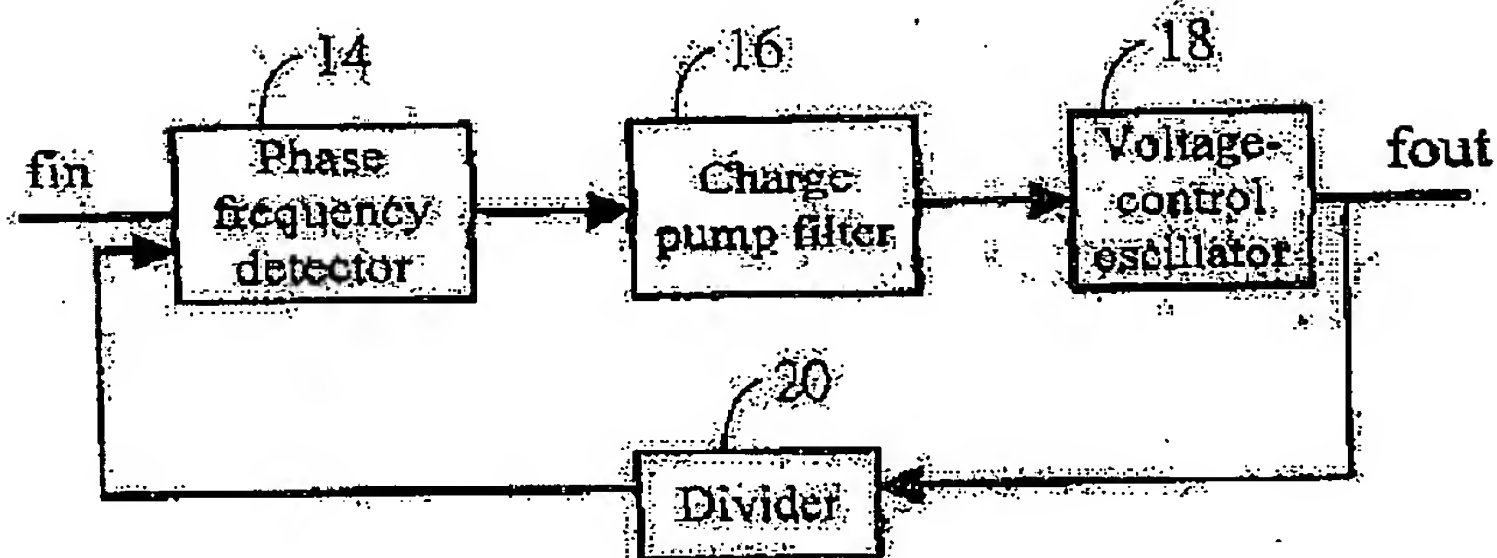 14
16
18
fin
Phase
frequency
detector
Charge
pump filter
Voltage-
control
oscillator
fout
20
Divider